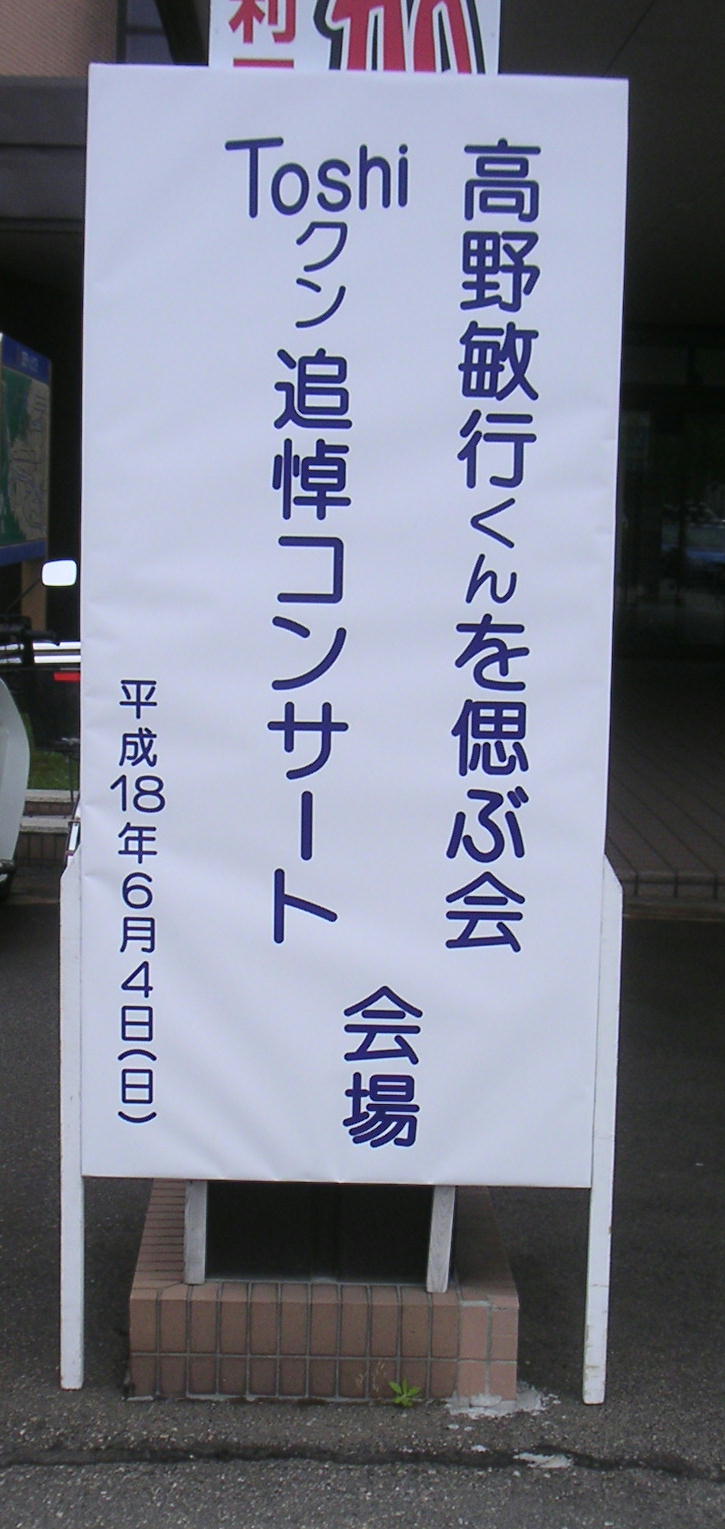 高野敏行くんを偲ぶ会
Toshiクン追悼コンサート
会場
平成18年6月4日(日)
利